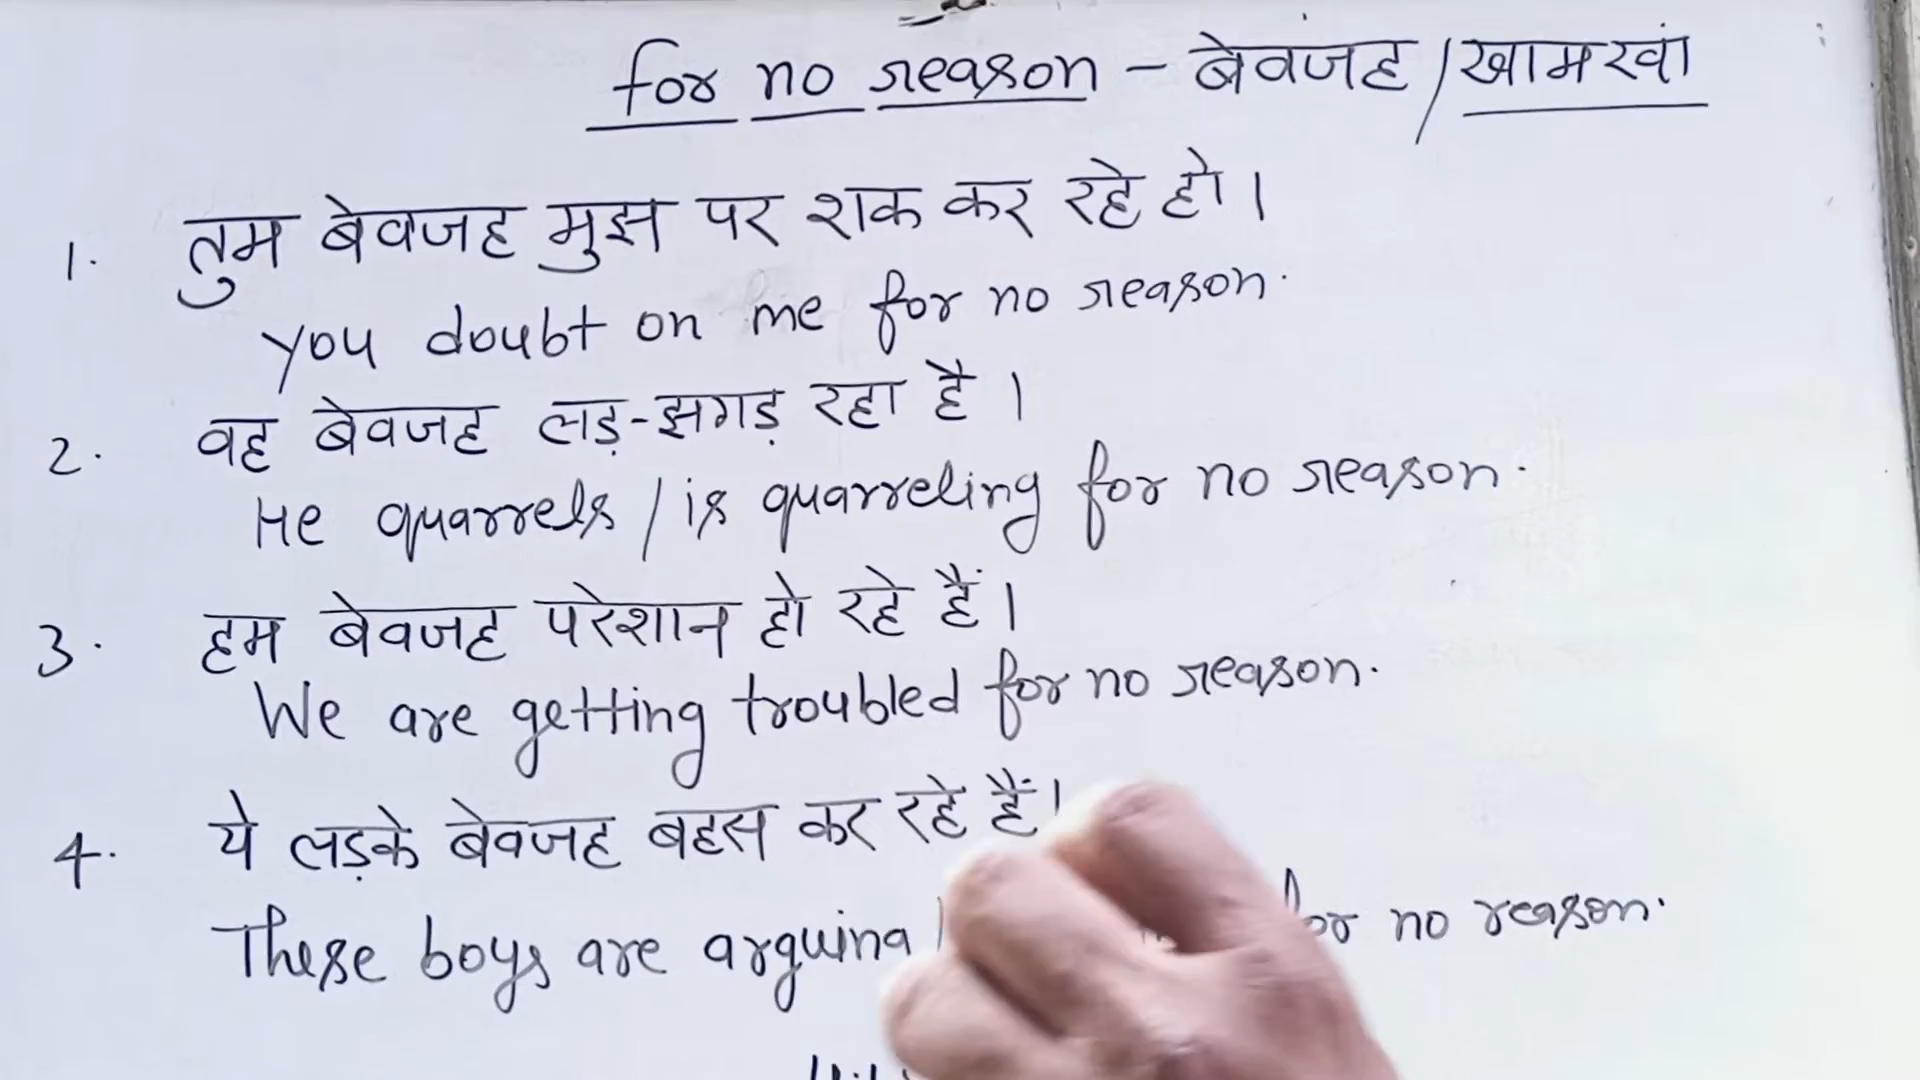 for no reason - बेवजह / खामखां
1. तुम बेवजह मुझ पर शक कर रहे हो।
You doubt on me for no reason.
2. वह बेवजह लड़-झगड़ रहा है।
He quarrels / is quarreling for no reason.
3. हम बेवजह परेशान हो रहे हैं।
We are getting troubled for no reason.
4. ये लड़के बेवजह बहस कर रहे हैं।
These boys are arguing for no reason.